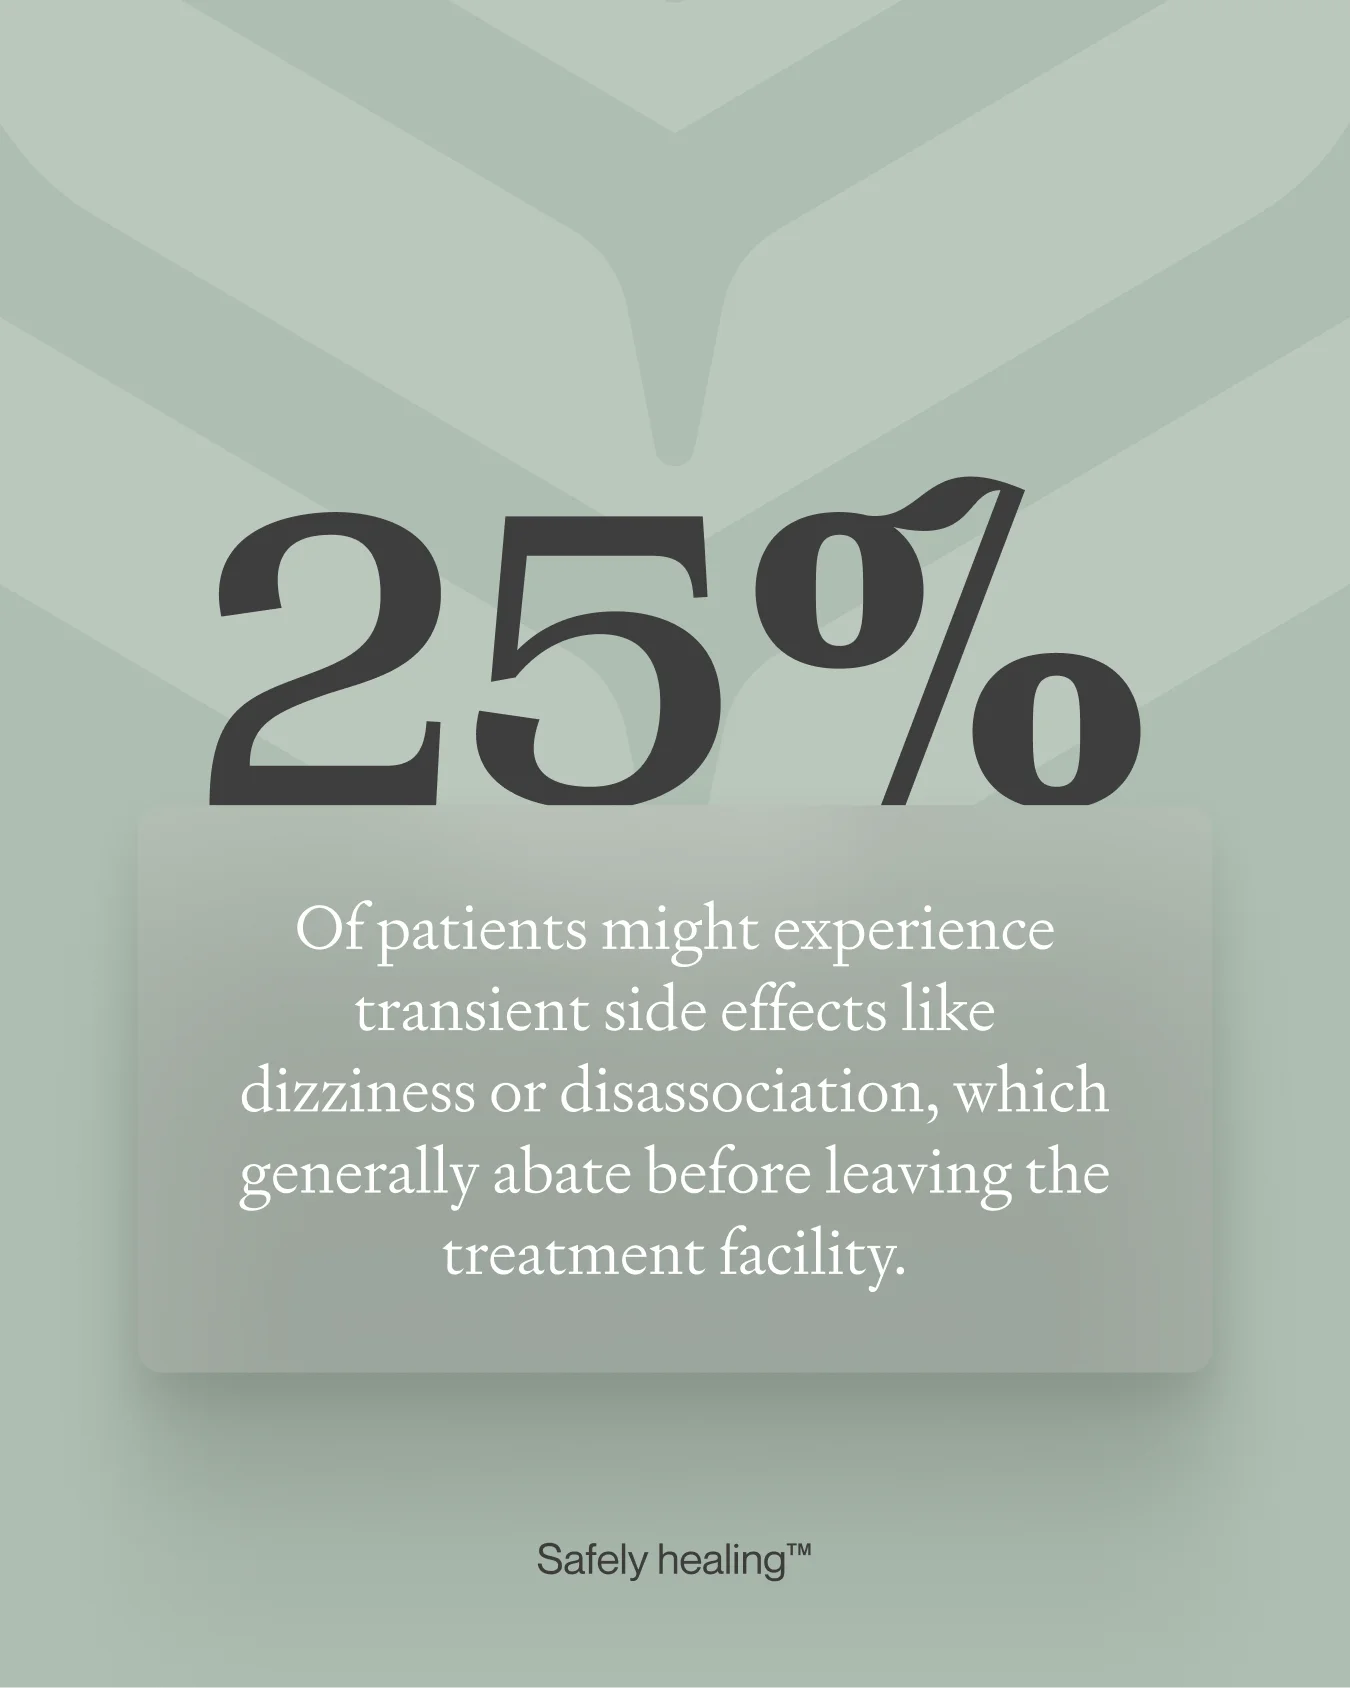 25%
Of patients might experience
transient side effects like
dizziness or disassociation, which
generally abate before leaving the
treatment facility.
Safely healing™